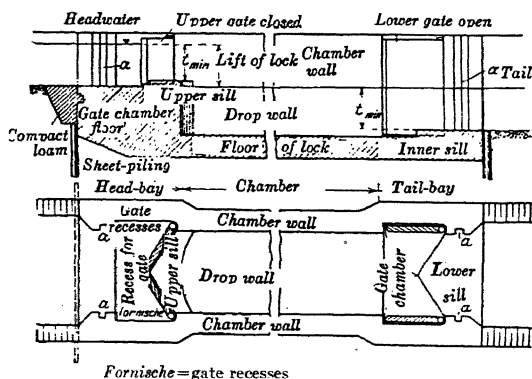 Headwater
Upper gate closed
Lower gate open
a
t min
Lift of lock
Chamber wall
t min
a Tail
Upper sill
Gate chamber floor
Drop wall
Compact loam
Floor of lock
Inner sill
Sheet-piling
Head-bay
Chamber
Tail-bay
Gate recesses
Chamber wall
a
a
Recess for gate
Upper sill
Drop wall
Gate chamber
Lower sill
a
fornische
a
Chamber wall
Fornische=gate recesses